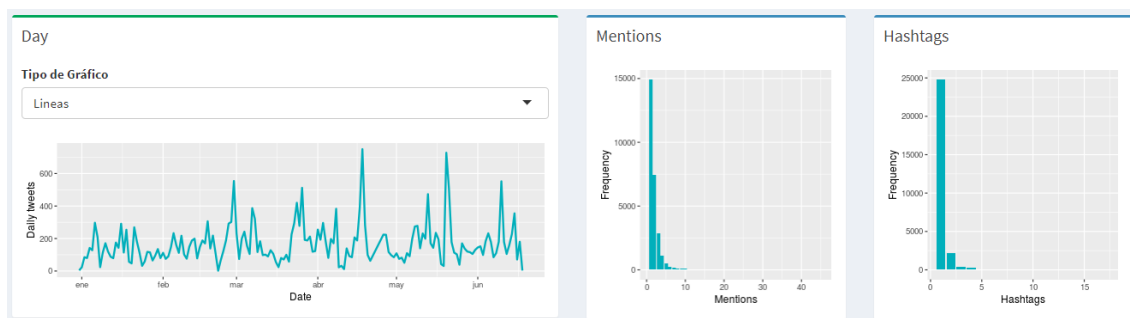 Day
Tipo de Gráfico
Lineas
Daily tweets
600
400
200
0
ene
feb
mar
abr
may
jun
Date
Mentions
Frequency
15000
10000
5000
0
0
10
20
30
40
Mentions
Hashtags
Frequency
25000
20000
15000
10000
5000
0
0
5
10
15
Hashtags